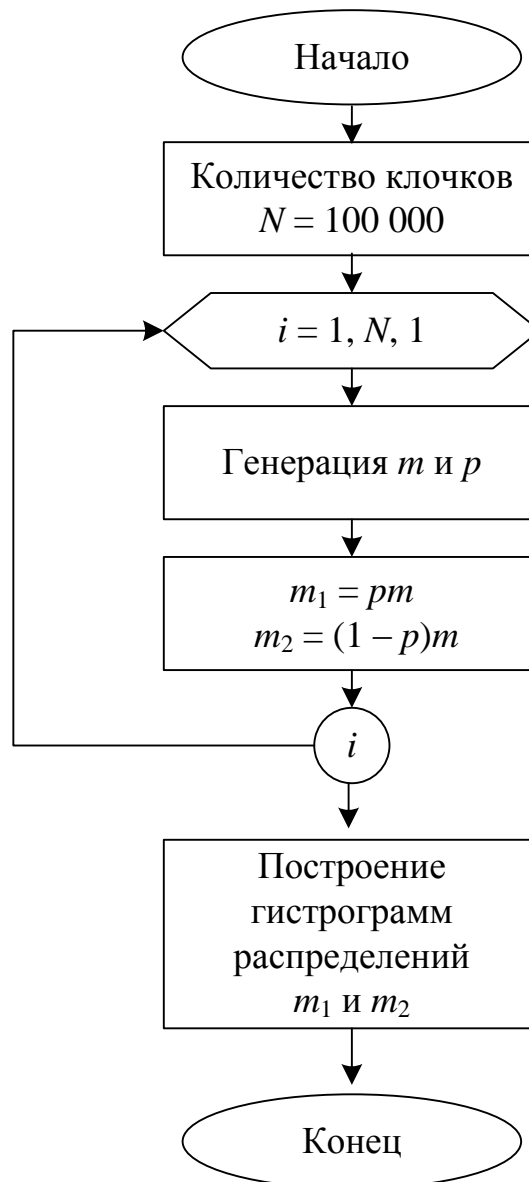 Начало
Количество клочков
N = 100 000
i = 1, N, 1
Генерация m и p
m₁ = pm
m₂ = (1 – p)m
i
Построение
гистрограмм
распределений
m₁ и m₂
Конец